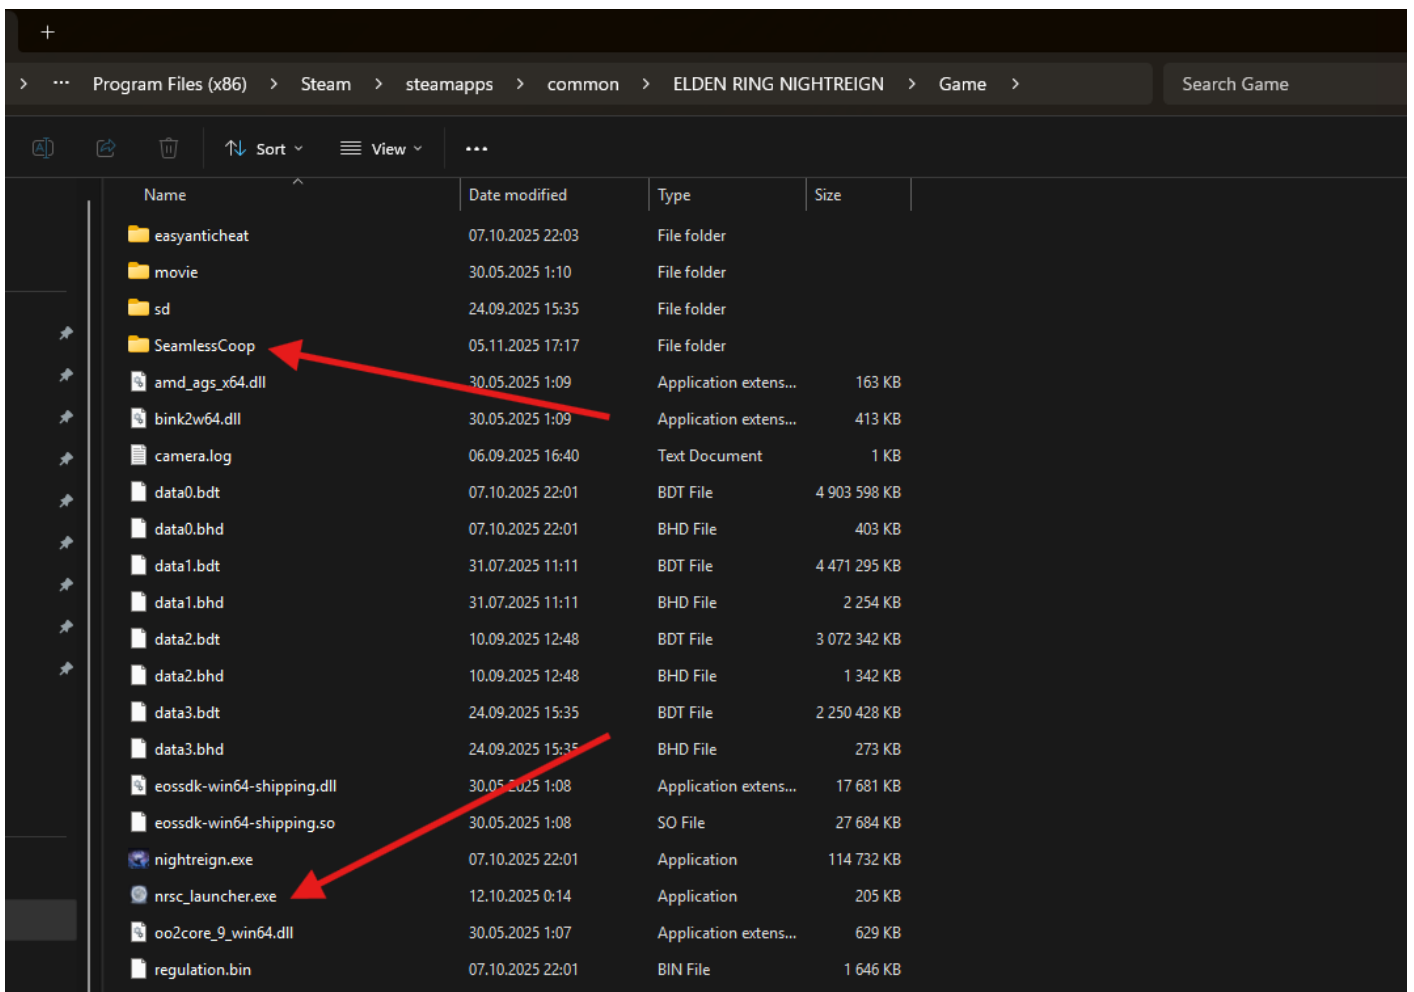 +
> ··· Program Files (x86) > Steam > steamapps > common > ELDEN RING NIGHTREIGN > Game > Search Game
Sort View ···
Name Date modified Type Size
easyanticheat 07.10.2025 22:03 File folder
movie 30.05.2025 1:10 File folder
sd 24.09.2025 15:35 File folder
SeamlessCoop 05.11.2025 17:17 File folder
amd_ags_x64.dll 30.05.2025 1:09 Application extens... 163 KB
bink2w64.dll 30.05.2025 1:09 Application extens... 413 KB
camera.log 06.09.2025 16:40 Text Document 1 KB
data0.bdt 07.10.2025 22:01 BDT File 4 903 598 KB
data0.bhd 07.10.2025 22:01 BHD File 403 KB
data1.bdt 31.07.2025 11:11 BDT File 4 471 295 KB
data1.bhd 31.07.2025 11:11 BHD File 2 254 KB
data2.bdt 10.09.2025 12:48 BDT File 3 072 342 KB
data2.bhd 10.09.2025 12:48 BHD File 1 342 KB
data3.bdt 24.09.2025 15:35 BDT File 2 250 428 KB
data3.bhd 24.09.2025 15:35 BHD File 273 KB
eossdk-win64-shipping.dll 30.05.2025 1:08 Application extens... 17 681 KB
eossdk-win64-shipping.so 30.05.2025 1:08 SO File 27 684 KB
nightreign.exe 07.10.2025 22:01 Application 114 732 KB
nrsc_launcher.exe 12.10.2025 0:14 Application 205 KB
oo2core_9_win64.dll 30.05.2025 1:07 Application extens... 629 KB
regulation.bin 07.10.2025 22:01 BIN File 1 646 KB